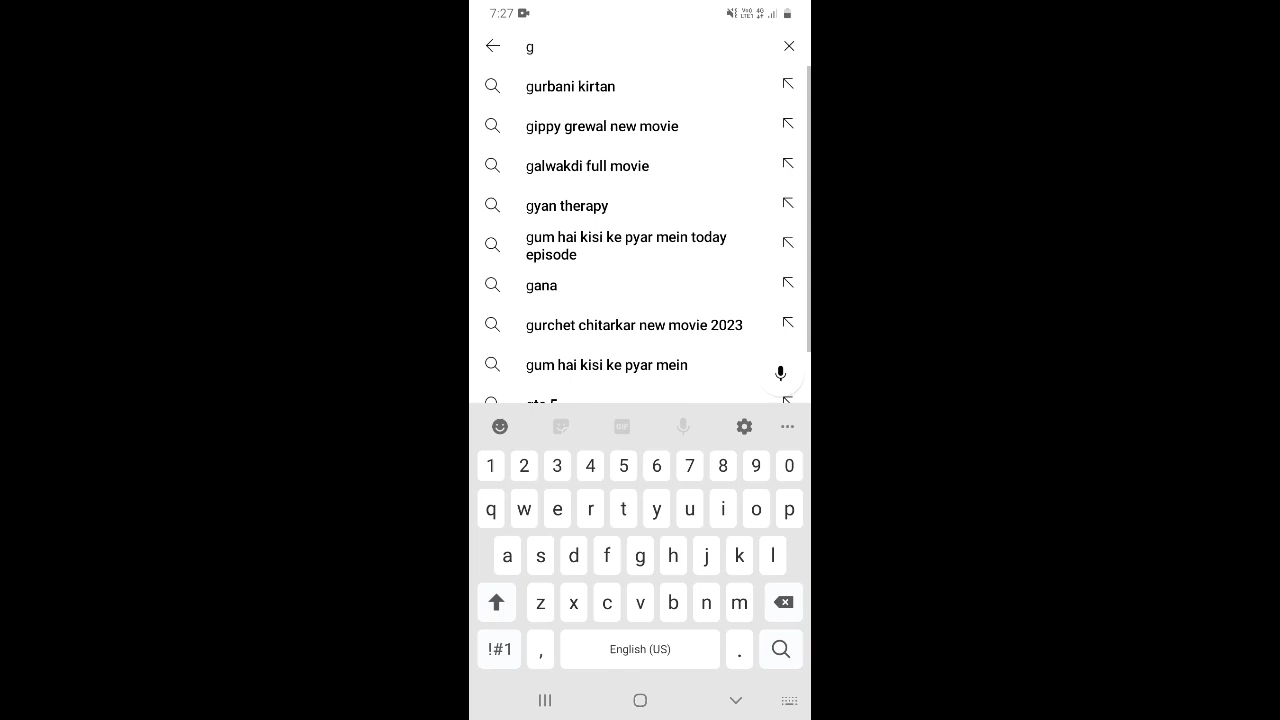 7:27
g
gurbani kirtan
gippy grewal new movie
galwakdi full movie
gyan therapy
gum hai kisi ke pyar mein today
episode
gana
gurchet chitarkar new movie 2023
gum hai kisi ke pyar mein
GIF
1 2 3 4 5 6 7 8 9 0
q w e r t y u i o p
a s d f g h j k l
z x c v b n m
!#1 , English (US) .